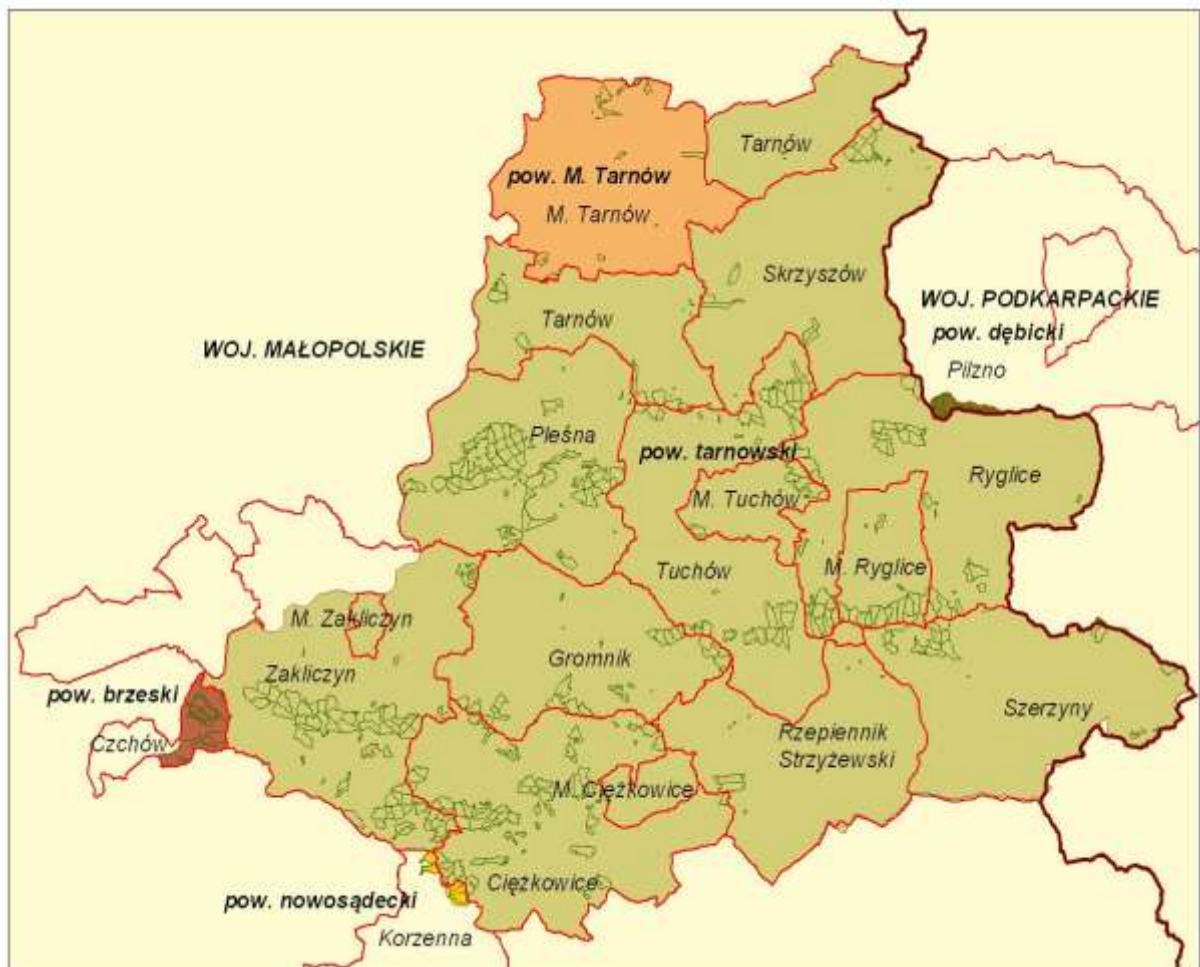 Tarnów
pow. M. Tarnów
M. Tarnów
Skrzyszów
WOJ. PODKARPACKIE
pow. dębicki
Pilzno
Tarnów
WOJ. MAŁOPOLSKIE
Pleśna
pow. tarnowski
Ryglice
M. Tuchów
Tuchów
M. Ryglice
M. Zakliczyn
Zakliczyn
Gromnik
pow. brzeski
Czchów
Szerzyny
Rzepiennik
Strzyżewski
M. Ciężkowice
Ciężkowice
pow. nowosądecki
Korzenna